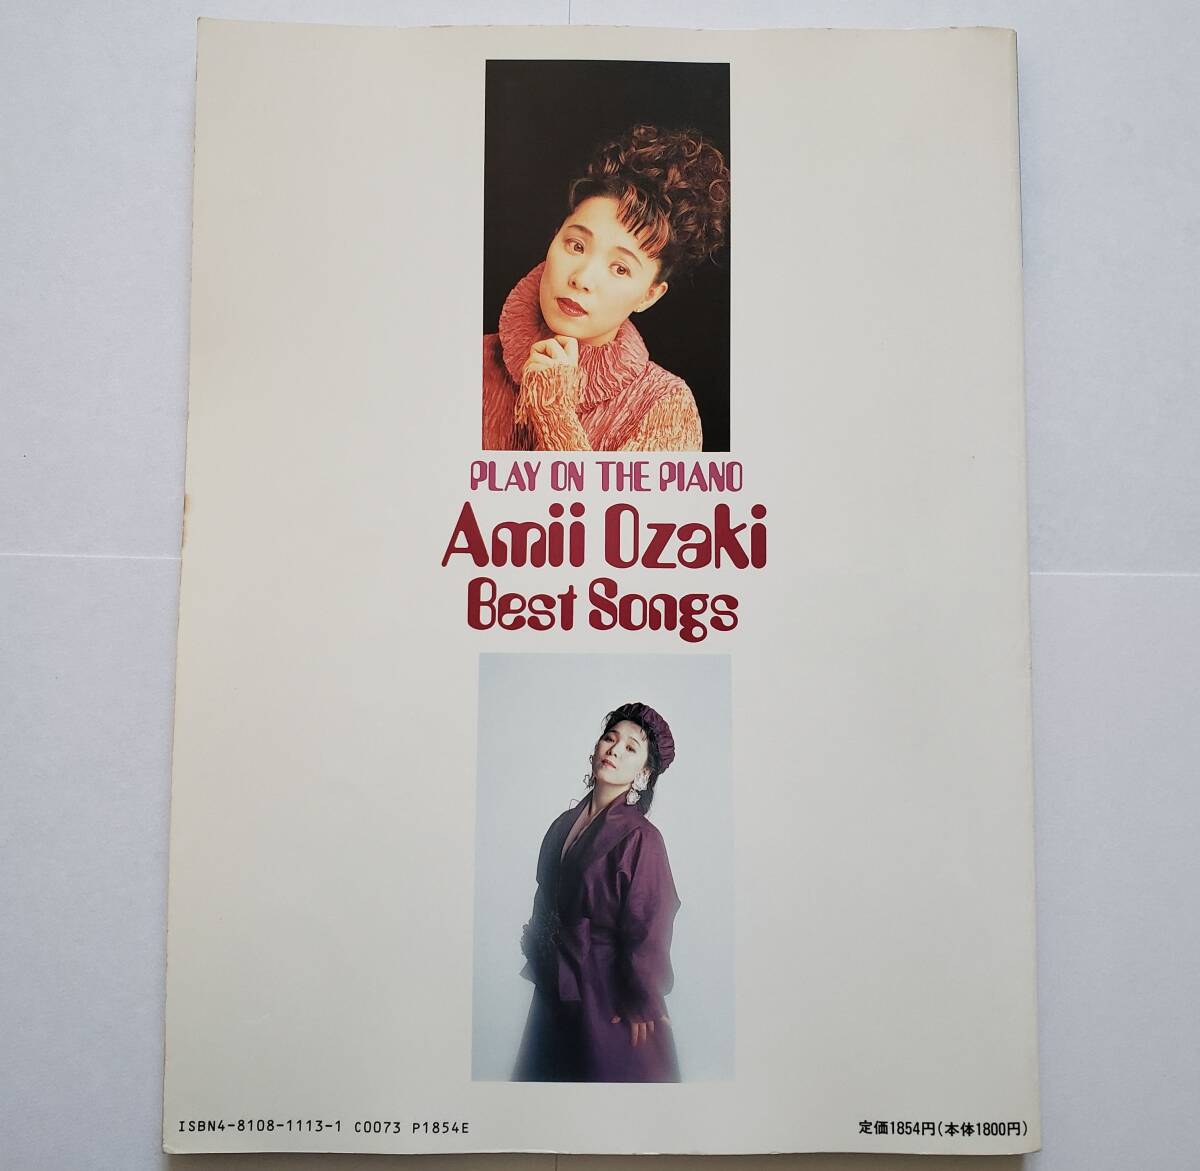 PLAY ON THE PIANO
Amii Ozaki
Best Songs
ISBN4-8108-1113-1 C0073 P1854E
定価1854円(本体1800円)